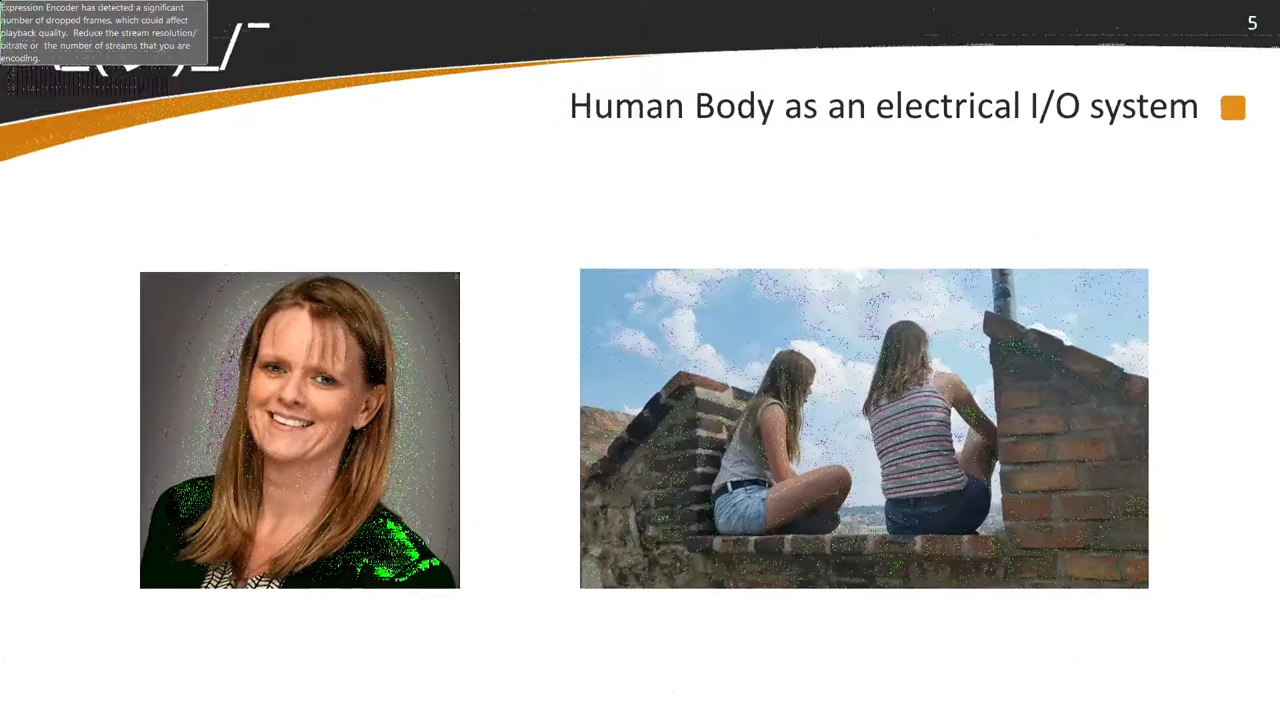 Expression Encoder has detected a significant
number of dropped frames, which could affect
playback quality. Reduce the stream resolution/
bitrate or the number of streams that you are
encoding.
5
Human Body as an electrical I/O system